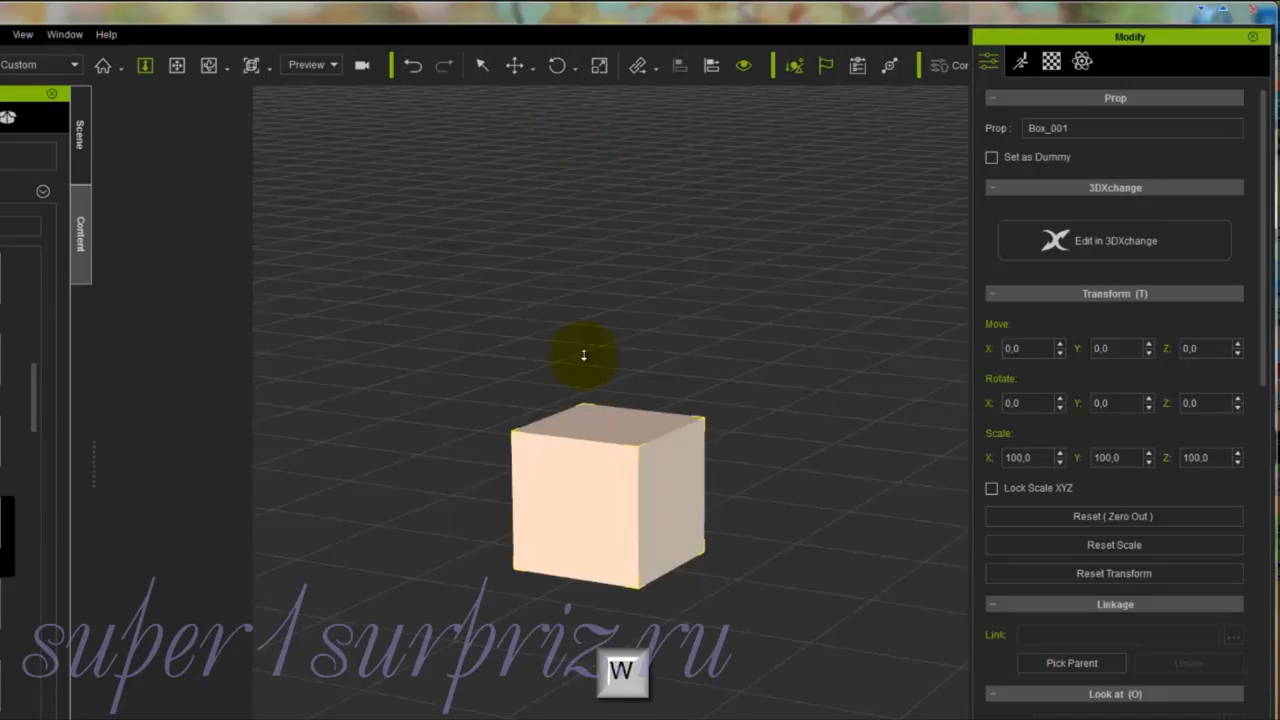 View Window Help
Modify
Custom
Preview
Con
Scene
Content
Prop
Prop : Box_001
Set as Dummy
3DXchange
Edit in 3DXchange
Transform (T)
Move:
X: 0,0 Y: 0,0 Z: 0,0
Rotate:
X: 0,0 Y: 0,0 Z: 0,0
Scale:
X: 100,0 Y: 100,0 Z: 100,0
Lock Scale XYZ
Reset ( Zero Out )
Reset Scale
Reset Transform
Linkage
Link:
...
Pick Parent
Look at (O)
super1surpriz.ru
W